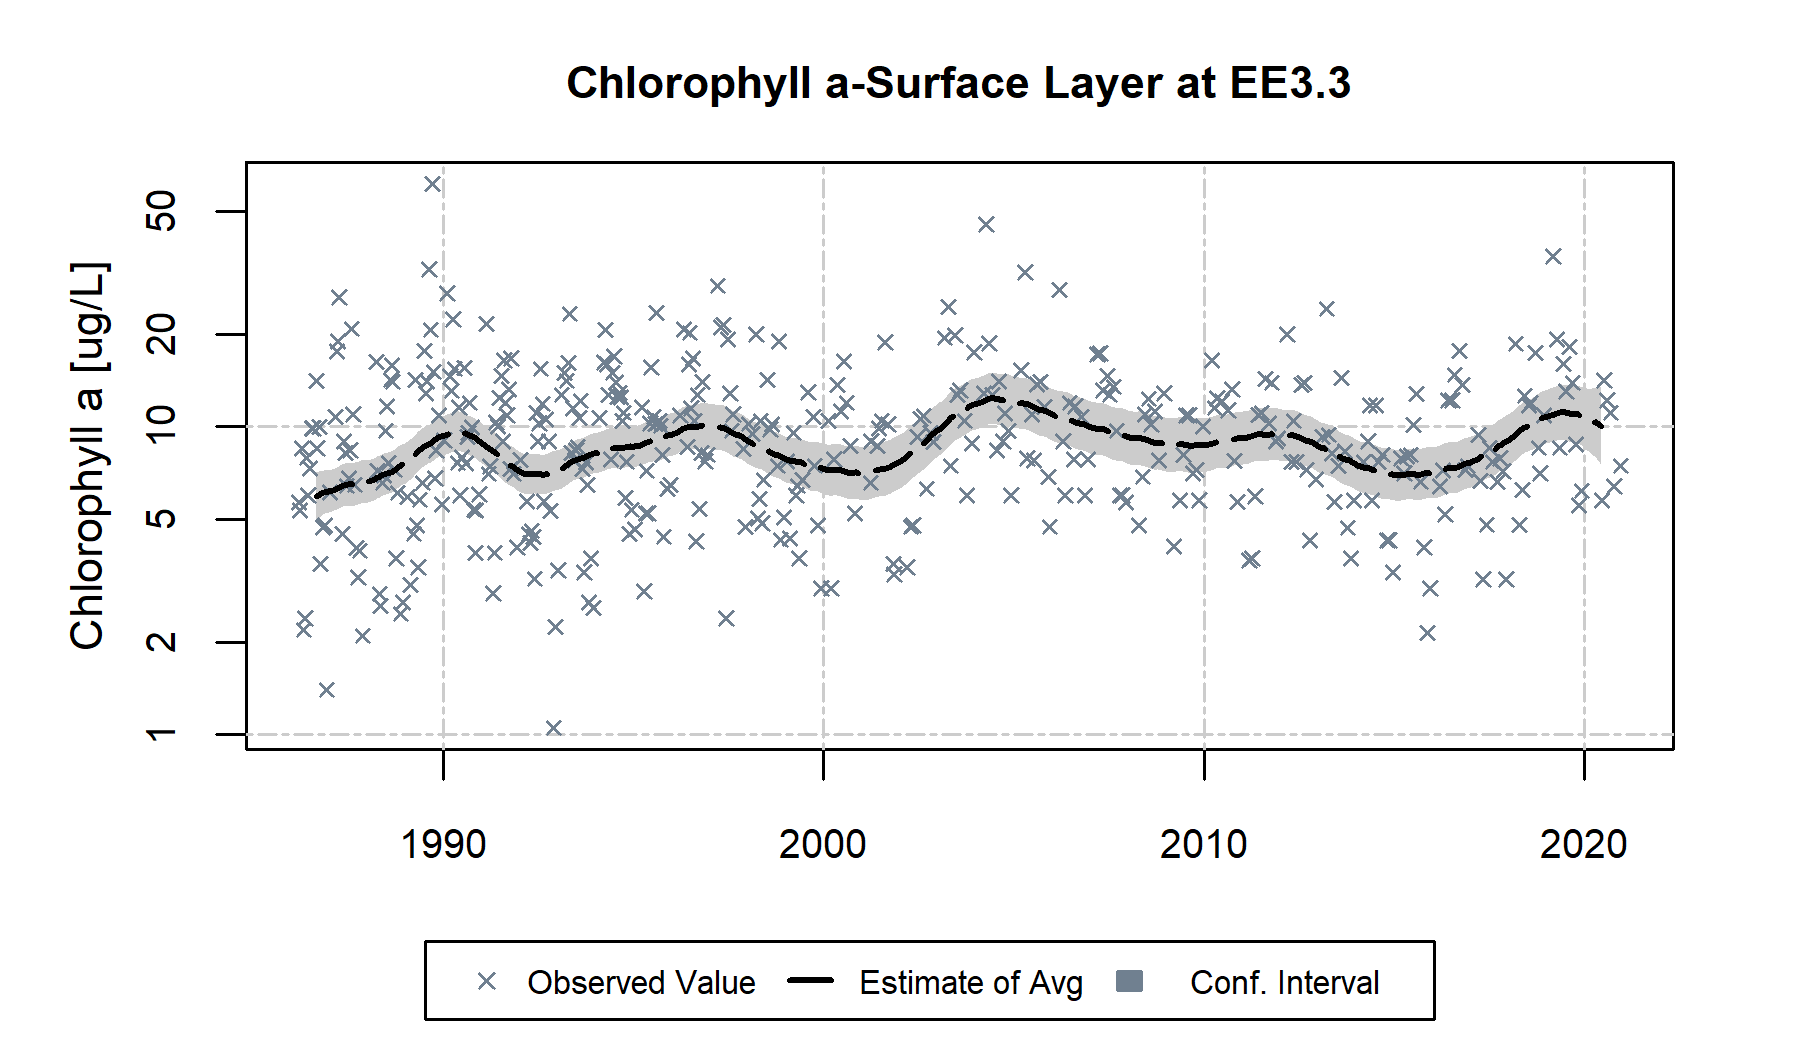 Chlorophyll a-Surface Layer at EE3.3
Chlorophyll a [ug/L]
50
20
10
5
2
1
1990 2000 2010 2020
Observed Value Estimate of Avg Conf. Interval